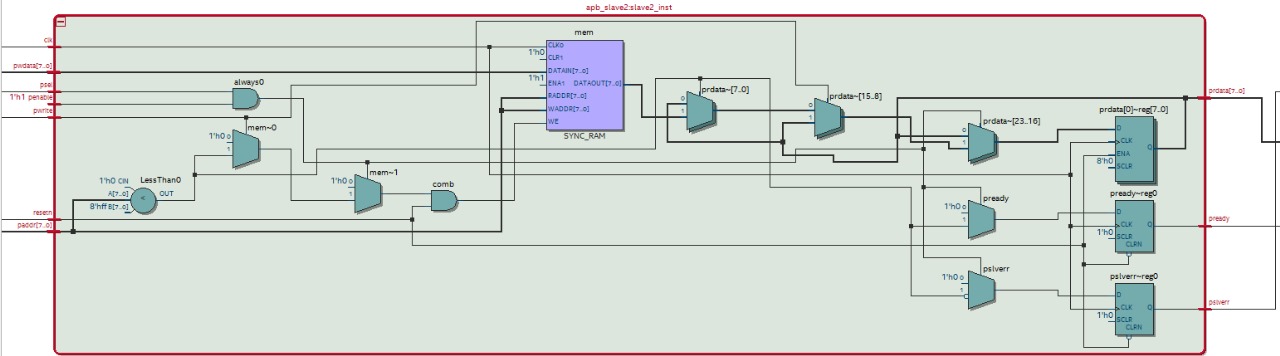 apb_slave2:slave2_inst
clk
pwdata[7..0]
psel
1'h1 penable
pwrite
resetn
paddr[7..0]
always0
mem~0
1'h0 0
1
LessThan0
1'h0 CIN
A[7..0]
8'hff B[7..0]
<
OUT
mem~1
1'h0 0
1
comb
mem
CLK0
1'h0
CLR1
DATAIN[7..0]
1'h1
ENA1
DATAOUT[7..0]
RADDR[7..0]
WADDR[7..0]
WE
SYNC_RAM
prdata~[7..0]
0
1
prdata~[15..8]
0
1
prdata~[23..16]
0
1
prdata[0]~reg[7..0]
D
CLK
ENA
8'h0
SCLR
Q
pready
1'h0 0
1
pready~reg0
D
CLK
1'h0
SCLR
CLRN
Q
pslverr
1'h0 0
1
pslverr~reg0
D
CLK
1'h0
SCLR
CLRN
Q
prdata[7..0]
pready
pslverr